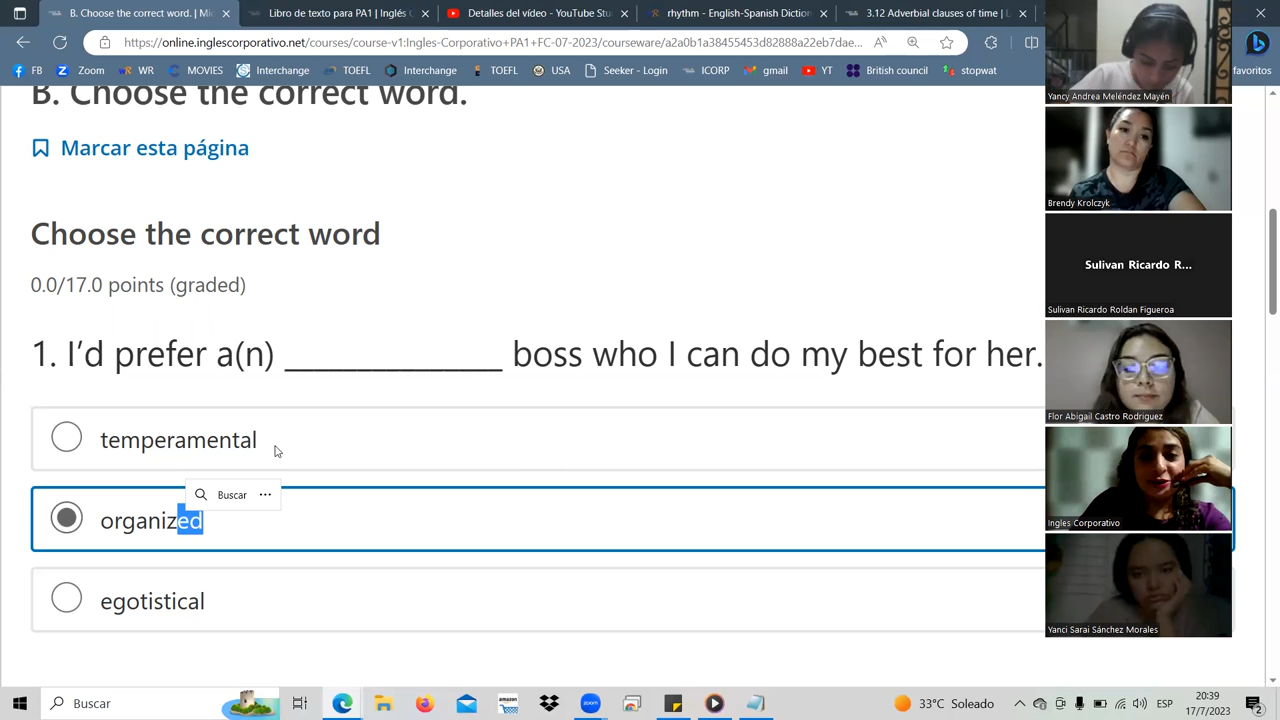 B. Choose the correct word. | Mic
Libro de texto para PA1 | Inglés C
Detalles del vídeo - YouTube Stu
rhythm - English-Spanish Diction
3.12 Adverbial clauses of time | L
https://online.inglescorporativo.net/courses/course-v1:Ingles-Corporativo+PA1+FC-07-2023/courseware/a2a0b1a38455453d82888a22eb7dae...
FB
Zoom
WR
MOVIES
Interchange
TOEFL
Interchange
TOEFL
USA
Seeker - Login
ICORP
gmail
YT
British council
stopwat
favoritos
B. Choose the correct word.
Marcar esta página
Choose the correct word
0.0/17.0 points (graded)
1. I'd prefer a(n) _______________ boss who I can do my best for her.
temperamental
Buscar ...
organized
egotistical
Yancy Andrea Meléndez Mayén
Brendy Krolczyk
Sulivan Ricardo R...
Sulivan Ricardo Roldan Figueroa
Flor Abigail Castro Rodriguez
Ingles Corporativo
Yanci Sarai Sánchez Morales
Buscar
33°C Soleado
ESP
20:39
17/7/2023
2